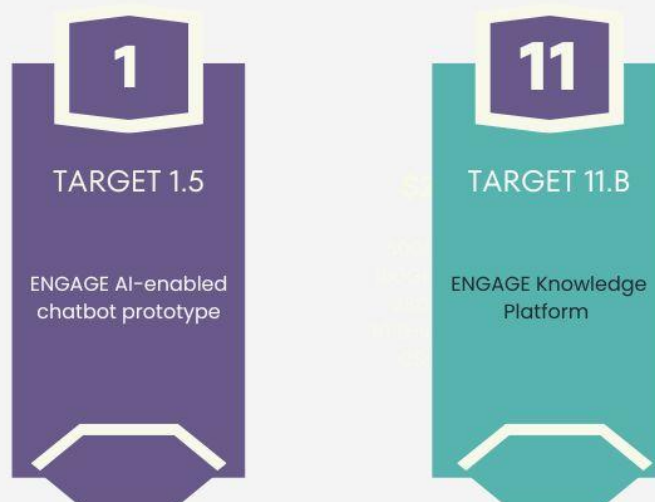 1
TARGET 1.5
ENGAGE AI-enabled
chatbot prototype
11
TARGET 11.B
ENGAGE Knowledge
Platform